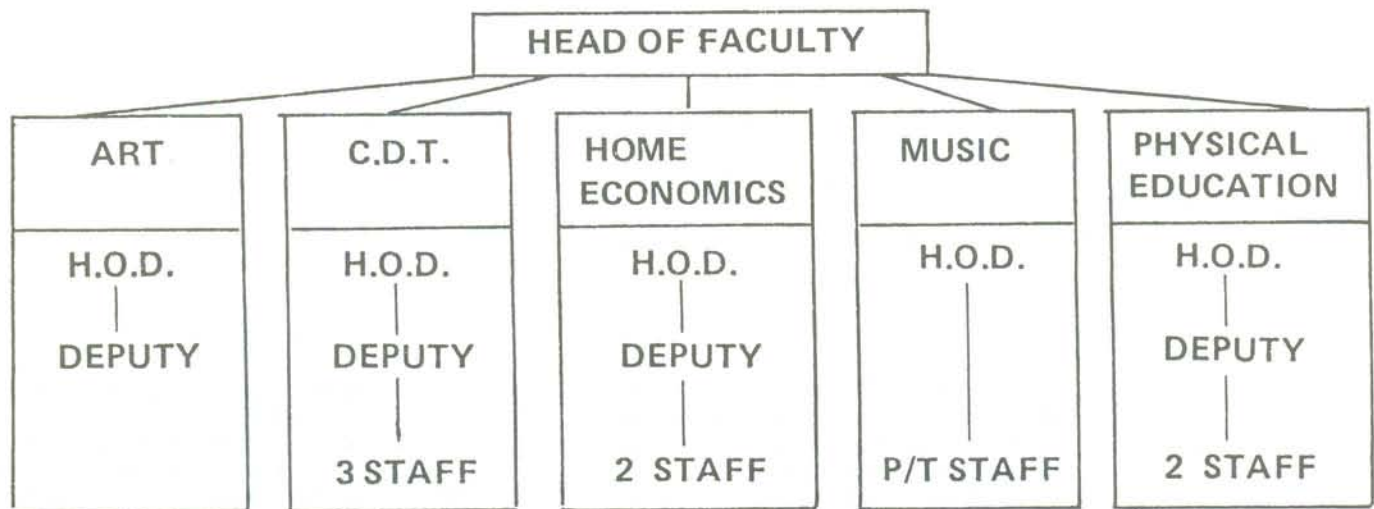 HEAD OF FACULTY
ART
C.D.T.
HOME
ECONOMICS
MUSIC
PHYSICAL
EDUCATION
H.O.D.
H.O.D.
H.O.D.
H.O.D.
H.O.D.
DEPUTY
DEPUTY
DEPUTY
DEPUTY
3 STAFF
2 STAFF
P/T STAFF
2 STAFF